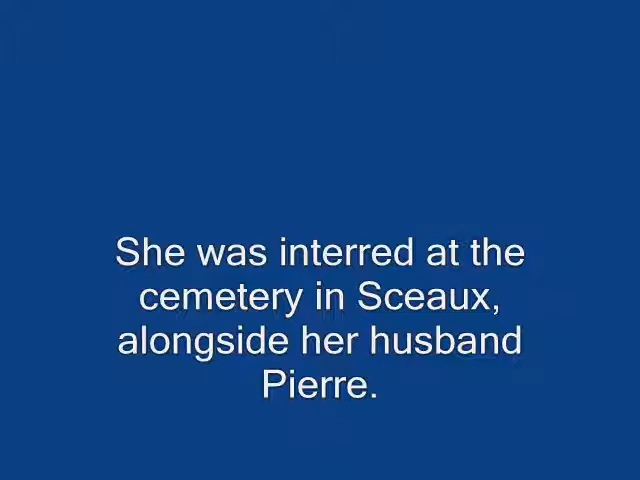 She was interred at the
cemetery in Sceaux,
alongside her husband
Pierre.